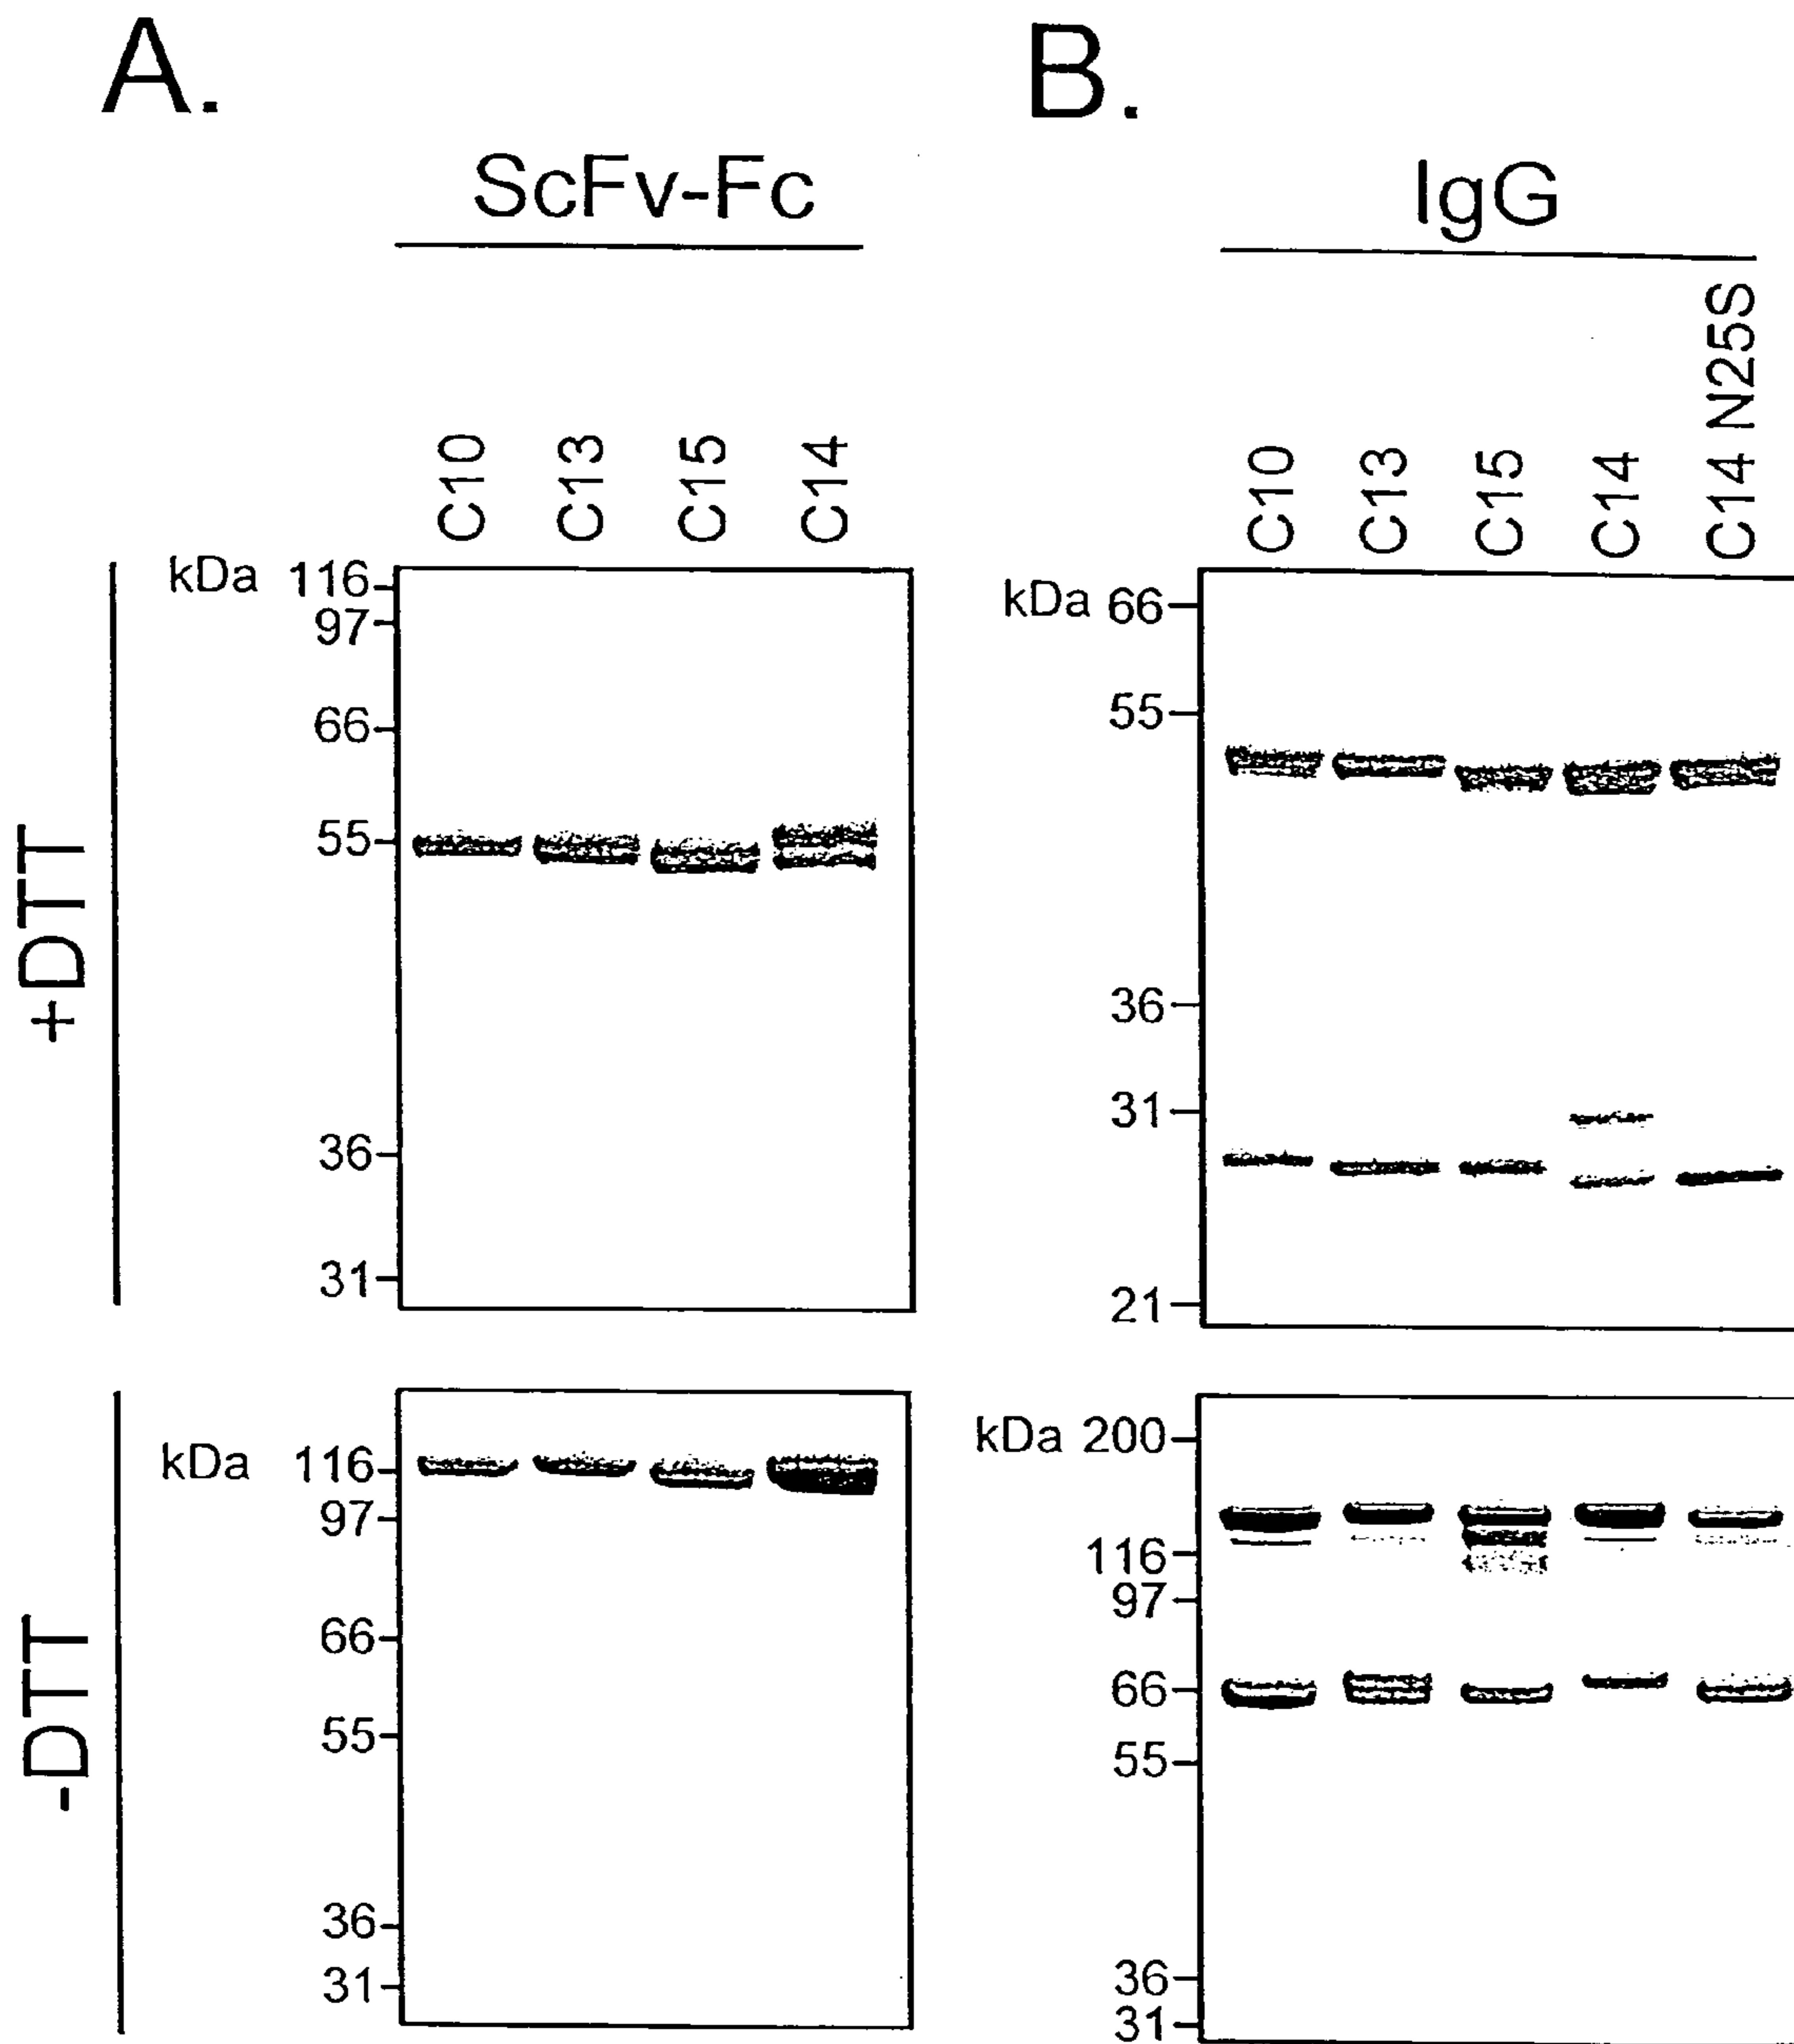 A.
ScFv-Fc
C10 C13 C15 C14
+DTT
kDa 116
97
66
55
36
31
-DTT
kDa 116
97
66
55
36
31
B.
IgG
C10 C13 C15 C14 C14 N25S
kDa 66
55
36
31
21
kDa 200
116
97
66
55
36
31